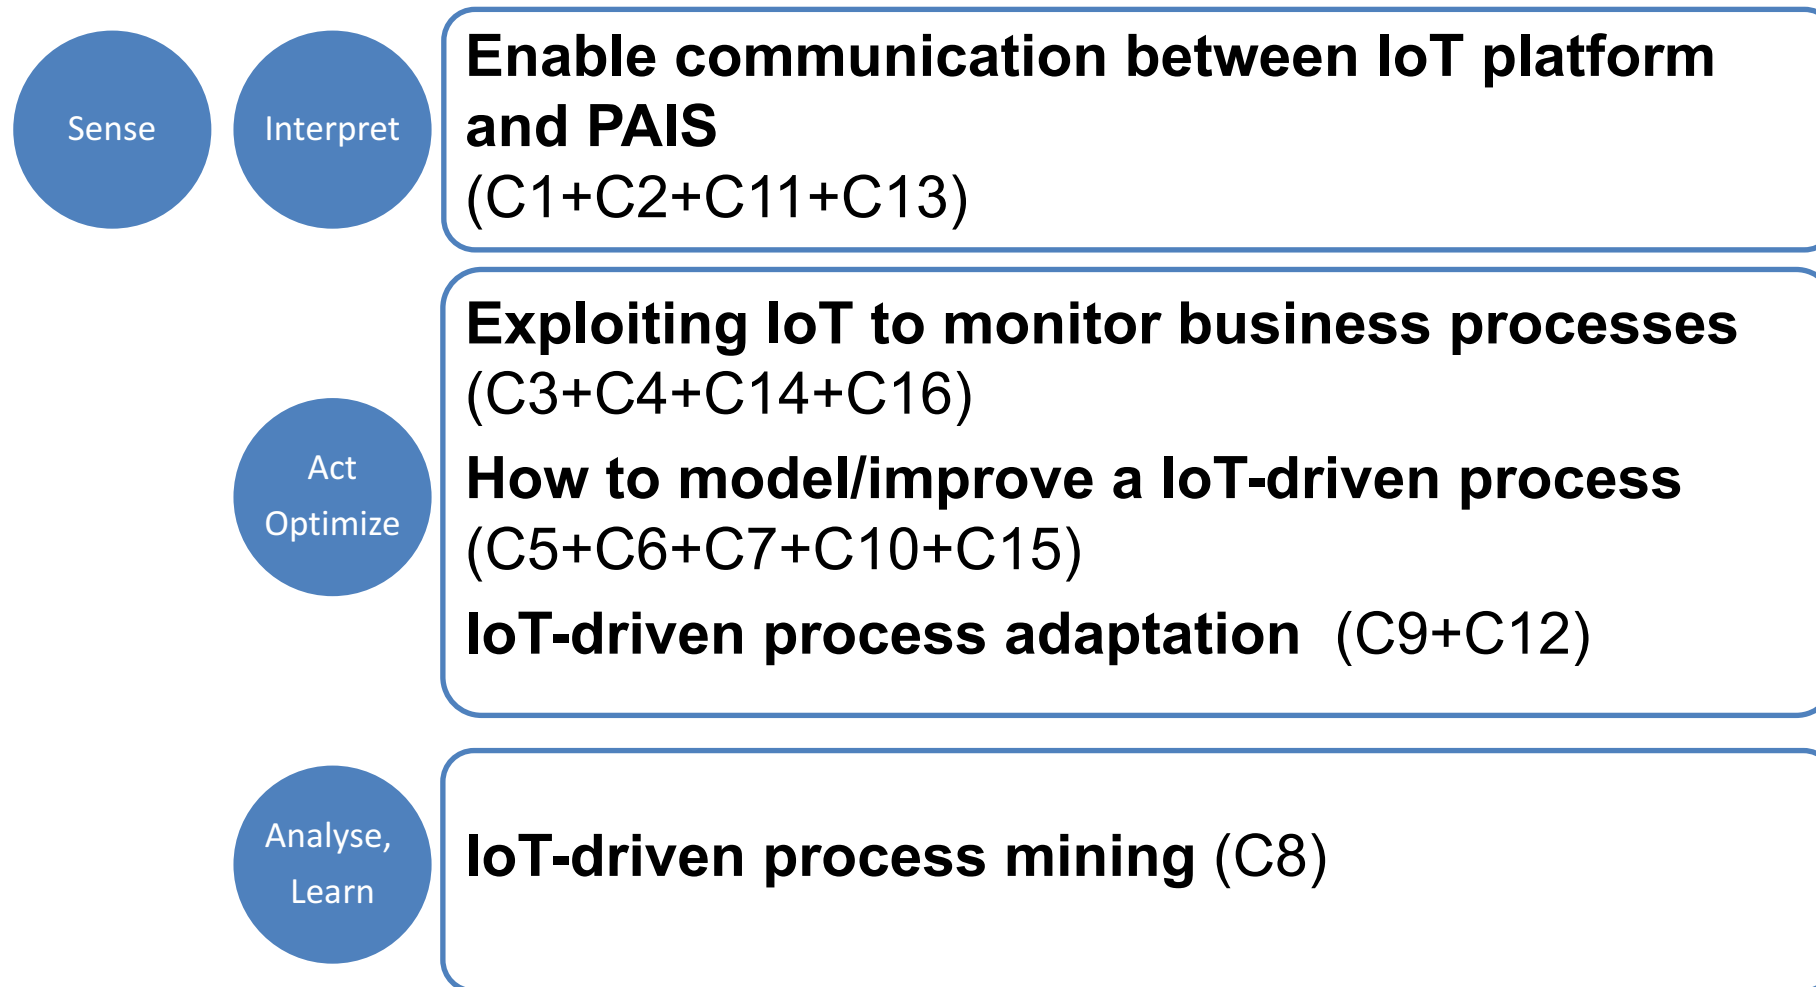 Sense
Interpret
Enable communication between IoT platform
and PAIS
(C1+C2+C11+C13)
Act
Optimize
Exploiting IoT to monitor business processes
(C3+C4+C14+C16)
How to model/improve a IoT-driven process
(C5+C6+C7+C10+C15)
IoT-driven process adaptation (C9+C12)
Analyse,
Learn
IoT-driven process mining (C8)